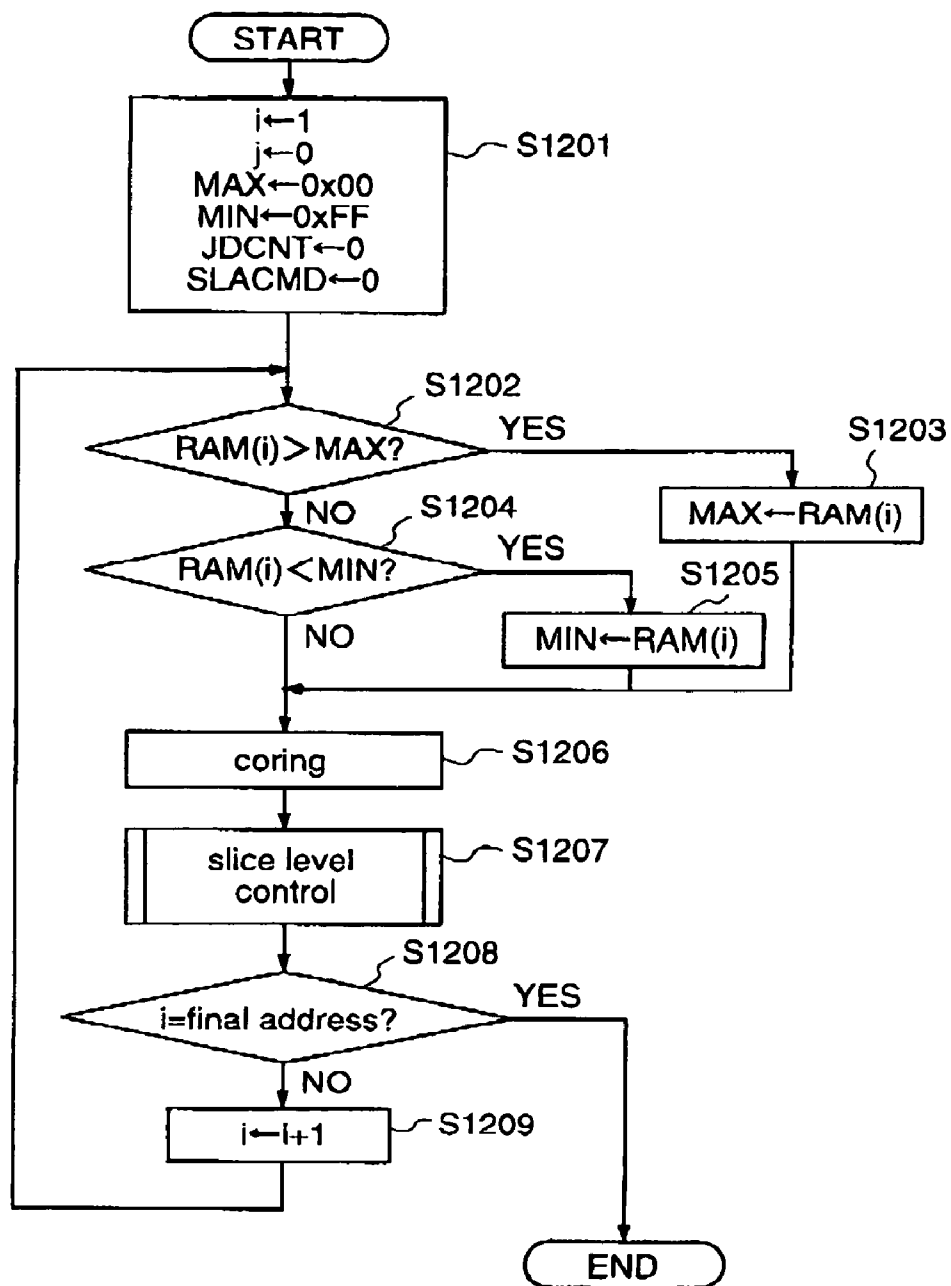 START
i←1
j←0
MAX←0x00
MIN←0xFF
JDCNT←0
SLACMD←0
S1201
S1202
RAM(i)>MAX?
YES
S1203
MAX←RAM(i)
NO
S1204
RAM(i)<MIN?
YES
S1205
MIN←RAM(i)
NO
coring
S1206
slice level
control
S1207
S1208
i=final address?
YES
NO
i←i+1
S1209
END